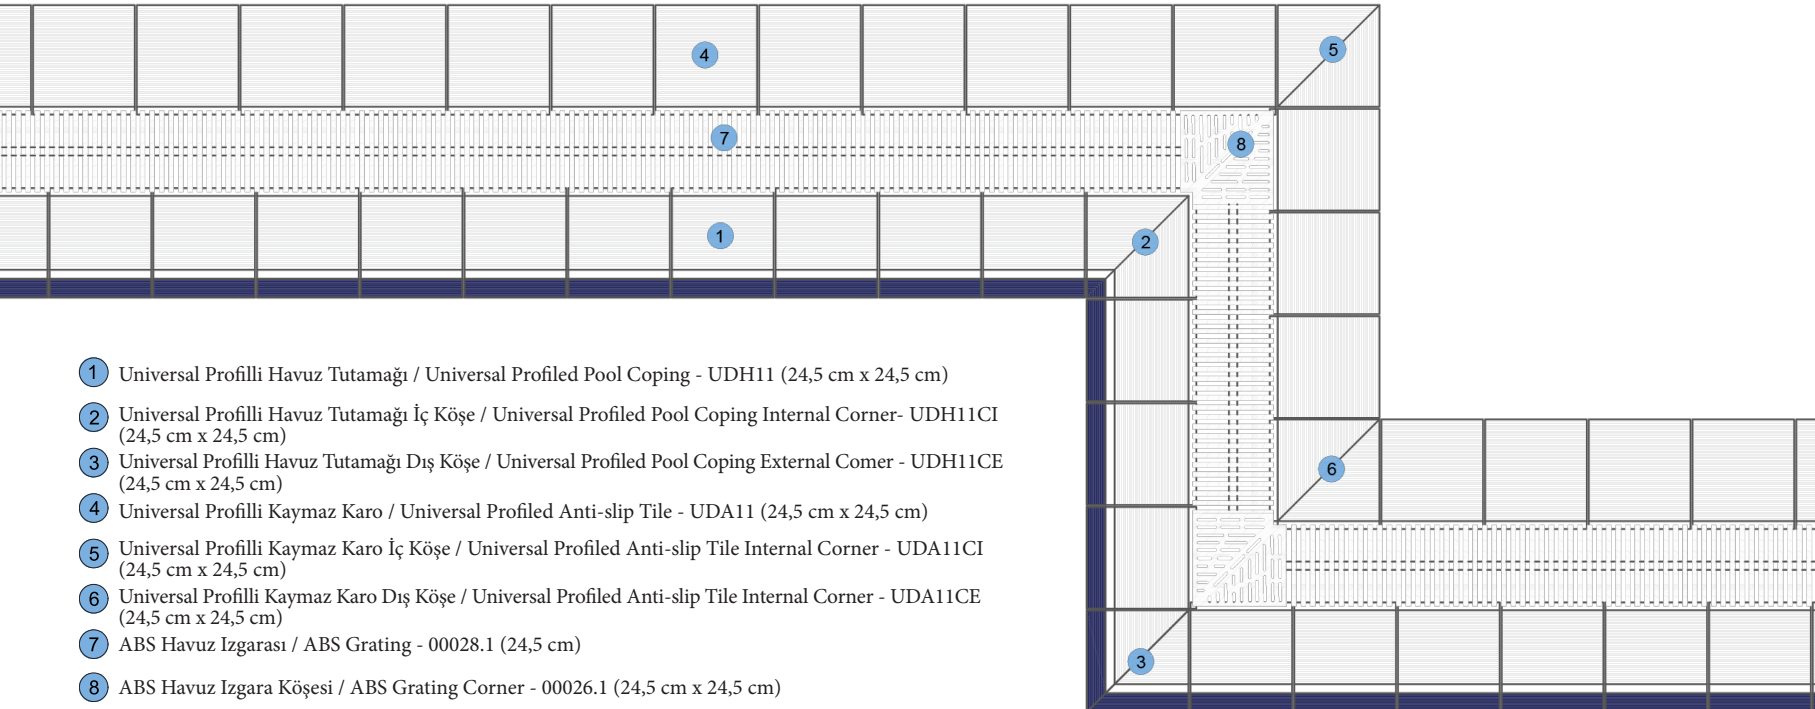 4
5
7
8
1
2
1 Universal Profilli Havuz Tutamağı / Universal Profiled Pool Coping - UDH11 (24,5 cm x 24,5 cm)
2 Universal Profilli Havuz Tutamağı İç Köşe / Universal Profiled Pool Coping Internal Corner- UDH11CI
(24,5 cm x 24,5 cm)
3 Universal Profilli Havuz Tutamağı Dış Köşe / Universal Profiled Pool Coping External Comer - UDH11CE
(24,5 cm x 24,5 cm)
4 Universal Profilli Kaymaz Karo / Universal Profiled Anti-slip Tile - UDA11 (24,5 cm x 24,5 cm)
5 Universal Profilli Kaymaz Karo İç Köşe / Universal Profiled Anti-slip Tile Internal Corner - UDA11CI
(24,5 cm x 24,5 cm)
6 Universal Profilli Kaymaz Karo Dış Köşe / Universal Profiled Anti-slip Tile Internal Corner - UDA11CE
(24,5 cm x 24,5 cm)
7 ABS Havuz Izgarası / ABS Grating - 00028.1 (24,5 cm)
8 ABS Havuz Izgara Köşesi / ABS Grating Corner - 00026.1 (24,5 cm x 24,5 cm)
6
3